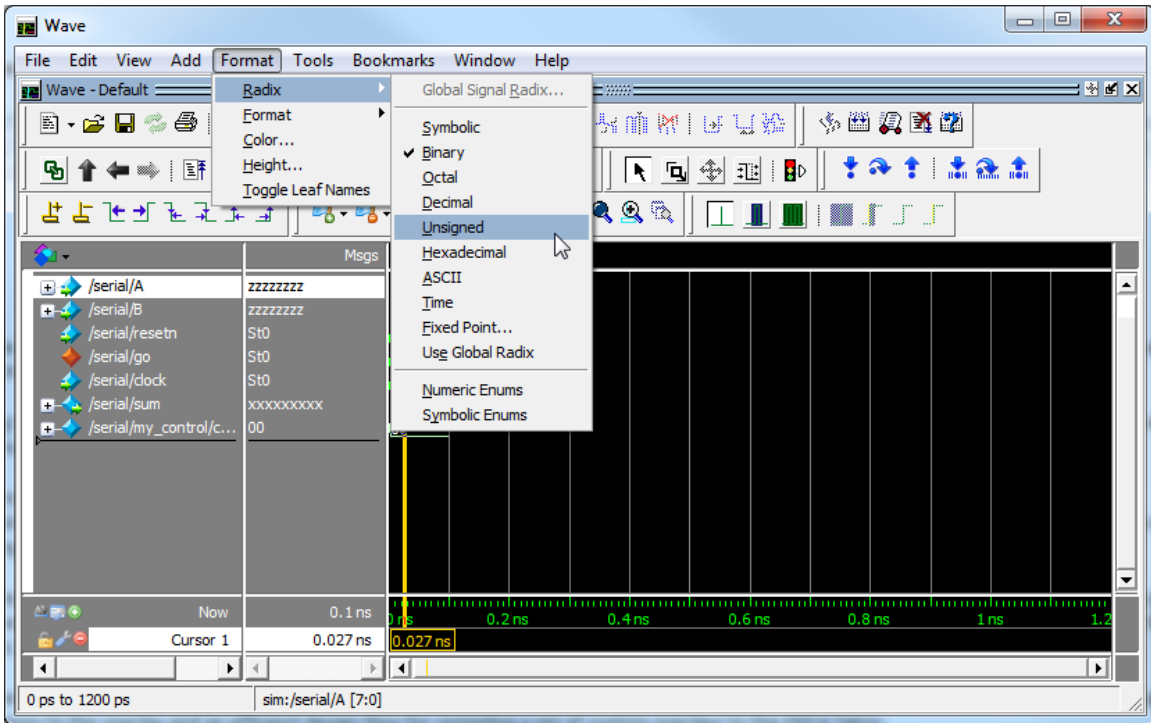 Wave
File Edit View Add Format Tools Bookmarks Window Help
Wave - Default
Radix
Format
Color...
Height...
Toggle Leaf Names
Global Signal Radix...
Symbolic
Binary
Octal
Decimal
Unsigned
Hexadecimal
ASCII
Time
Fixed Point...
Use Global Radix
Numeric Enums
Symbolic Enums
Msgs
/serial/A zzzzzzzz
/serial/B zzzzzzzz
/serial/resetn St0
/serial/go St0
/serial/clock St0
/serial/sum xxxxxxxxx
/serial/my_control/c... 00
Now 0.1 ns 0.2 ns 0.4 ns 0.6 ns 0.8 ns 1 ns 1.2
Cursor 1 0.027 ns 0.027 ns
0 ps to 1200 ps sim:/serial/A [7:0]